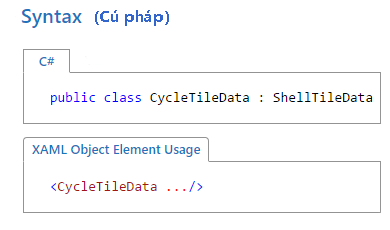 Syntax (Cú pháp)
C#
public class CycleTileData : ShellTileData
XAML Object Element Usage
<CycleTileData .../>